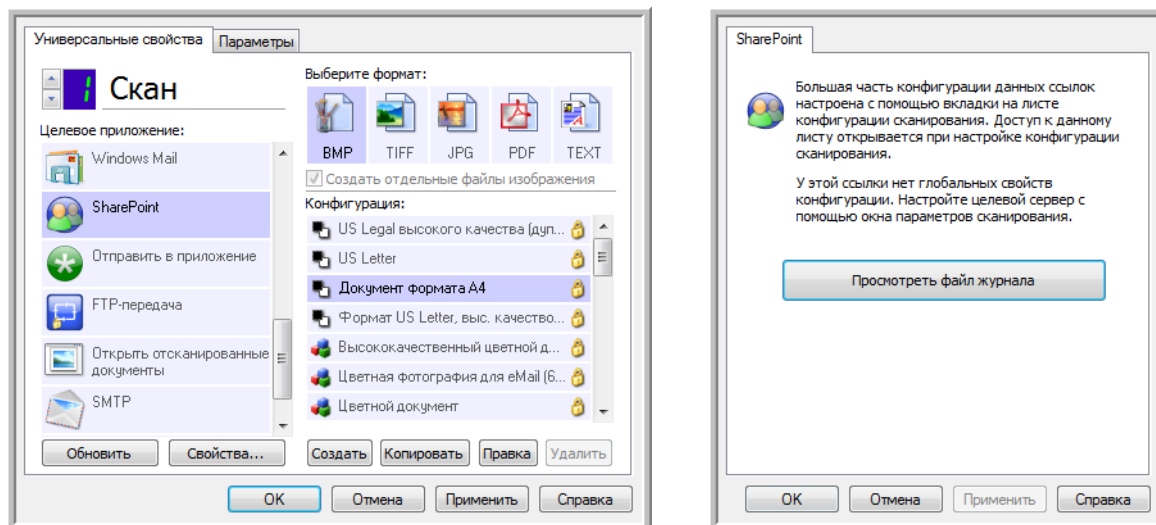 Универсальные свойства
Параметры
1
Скан
Выберите формат:
BMP
TIFF
JPG
PDF
TEXT
Создать отдельные файлы изображения
Целевое приложение:
Windows Mail
SharePoint
Отправить в приложение
FTP-передача
Открыть отсканированные
документы
SMTP
Обновить
Свойства...
Конфигурация:
US Legal высокого качества (дуп...
US Letter
Документ формата A4
Формат US Letter, выс. качество...
Высококачественный цветной д...
Цветная фотография для eMail (6...
Цветной документ
Создать
Копировать
Правка
Удалить
OK
Отмена
Применить
Справка
SharePoint
Большая часть конфигурации данных ссылок
настроена с помощью вкладки на листе
конфигурации сканирования. Доступ к данному
листу открывается при настройке конфигурации
сканирования.
У этой ссылки нет глобальных свойств
конфигурации. Настройте целевой сервер с
помощью окна параметров сканирования.
Просмотреть файл журнала
OK
Отмена
Применить
Справка